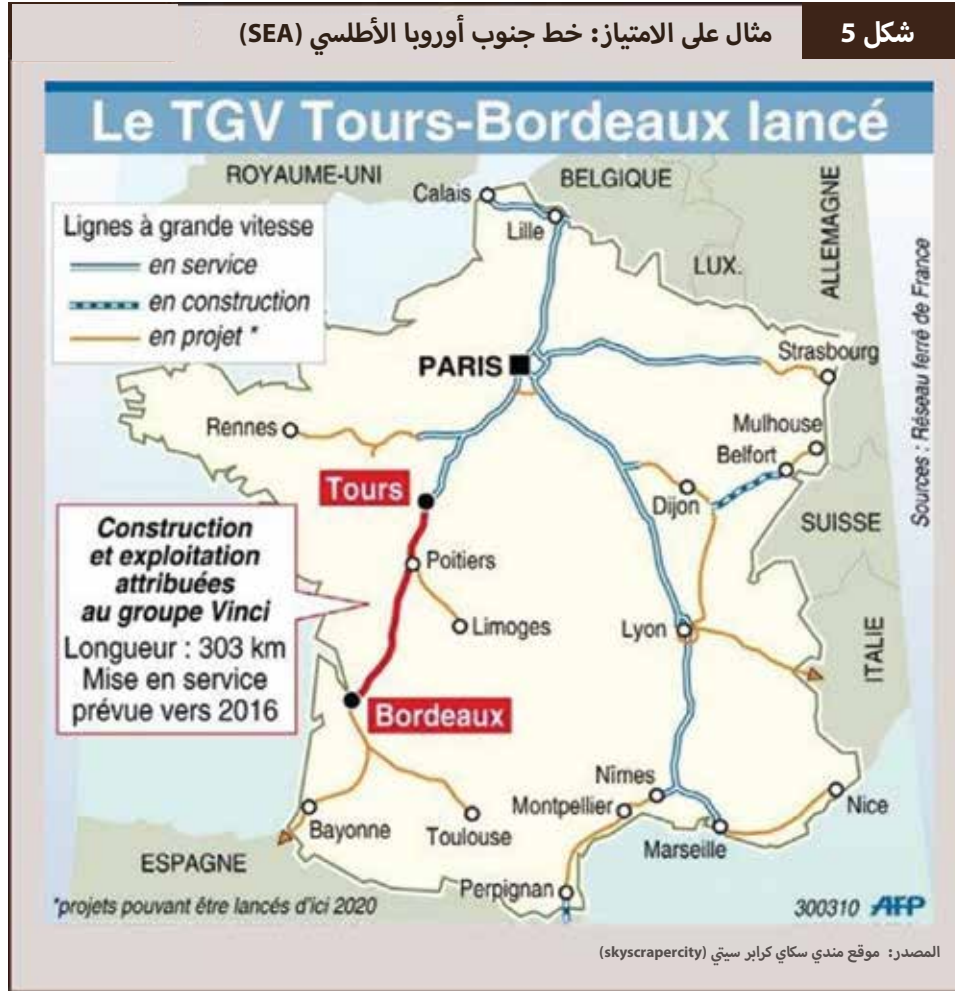 شكل 5
مثال على الامتياز: خط جنوب أوروبا الأطلسي (SEA)
Le TGV Tours-Bordeaux lancé
ROYAUME-UNI
BELGIQUE
ALLEMAGNE
Calais
Lille
LUX.
Lignes à grande vitesse
en service
en construction
en projet *
Sources : Réseau ferré de France
PARIS
Strasbourg
Rennes
Mulhouse
Belfort
Tours
Dijon
SUISSE
Construction
et exploitation
attribuées
au groupe Vinci
Longueur : 303 km
Mise en service
prévue vers 2016
Poitiers
Limoges
Lyon
ITALIE
Bordeaux
Nîmes
Montpellier
Nice
Bayonne
Toulouse
Marseille
ESPAGNE
Perpignan
*projets pouvant être lancés d'ici 2020
300310 AFP
المصدر: موقع مندي سكاي كرابر سيتي (skyscrapercity)